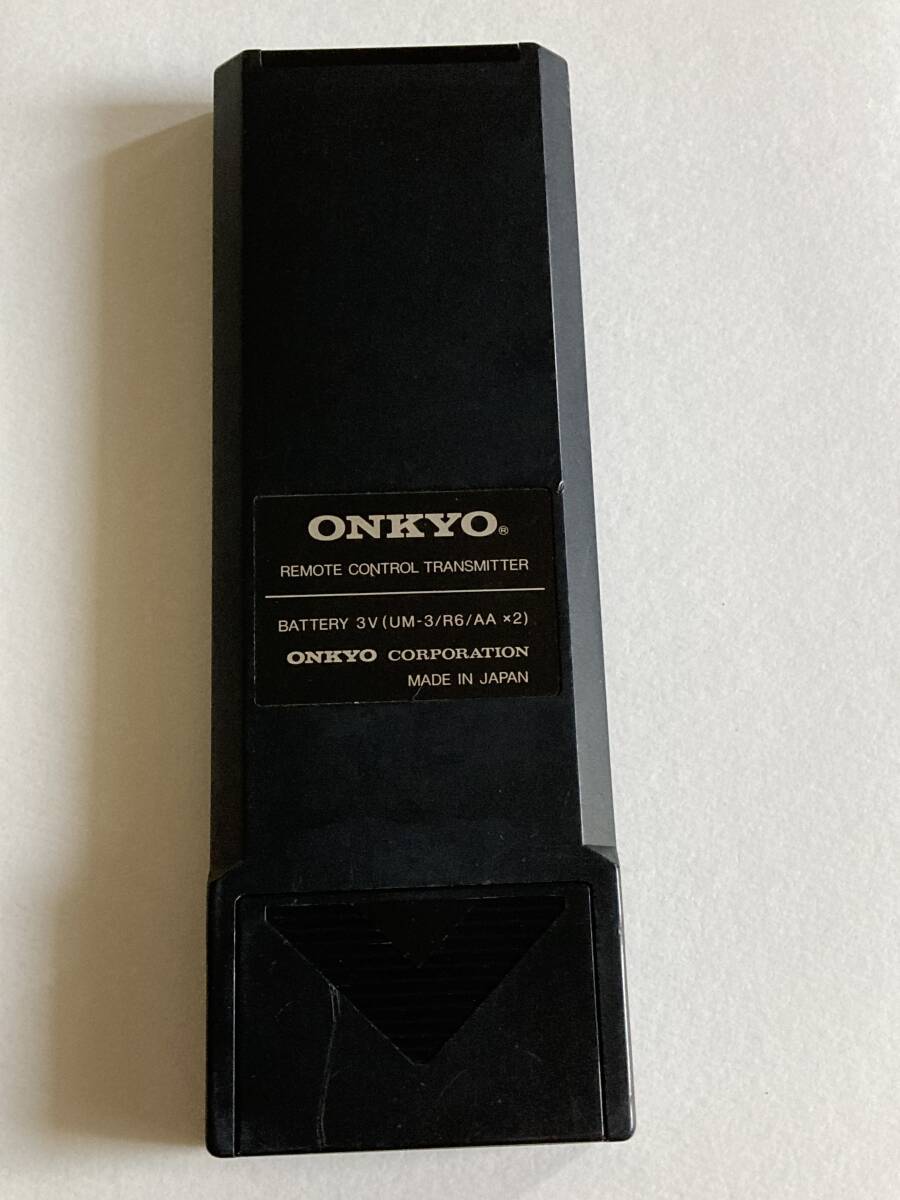 ONKYO®
REMOTE CONTROL TRANSMITTER
BATTERY 3V (UM-3/R6/AA ×2)
ONKYO CORPORATION
MADE IN JAPAN